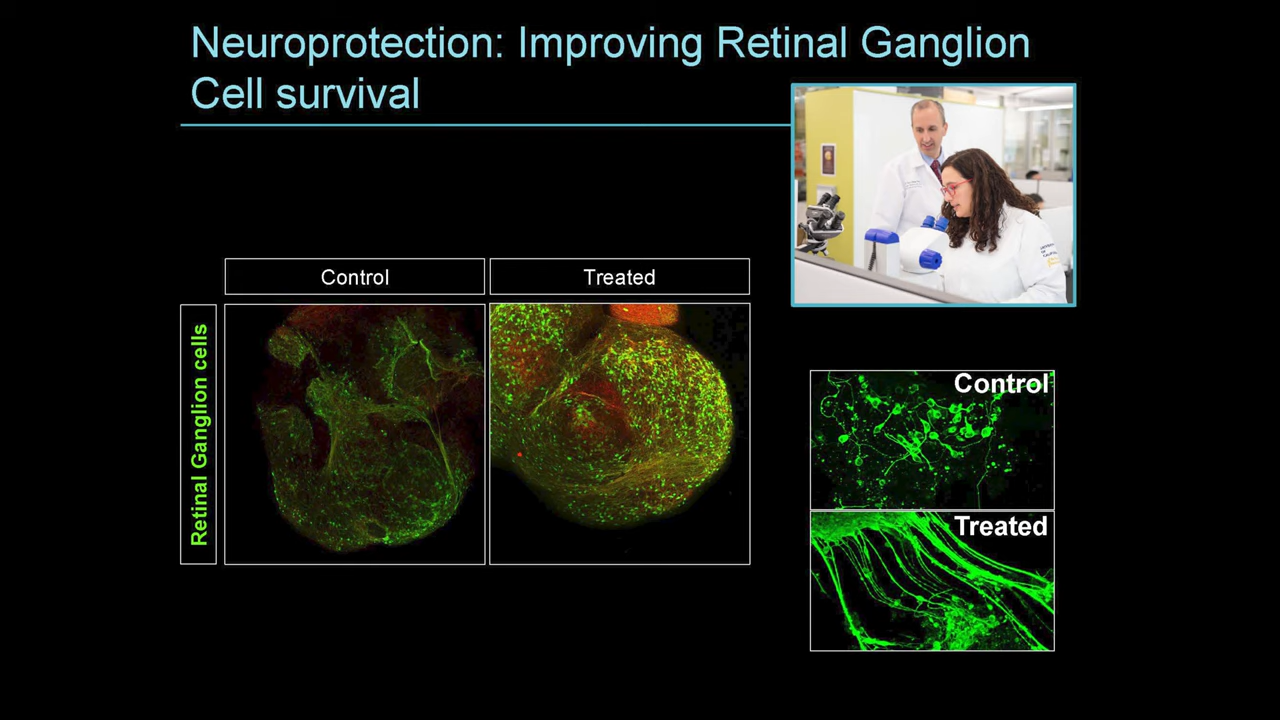 Neuroprotection: Improving Retinal Ganglion
Cell survival
Control
Treated
Retinal Ganglion cells
Control
Treated